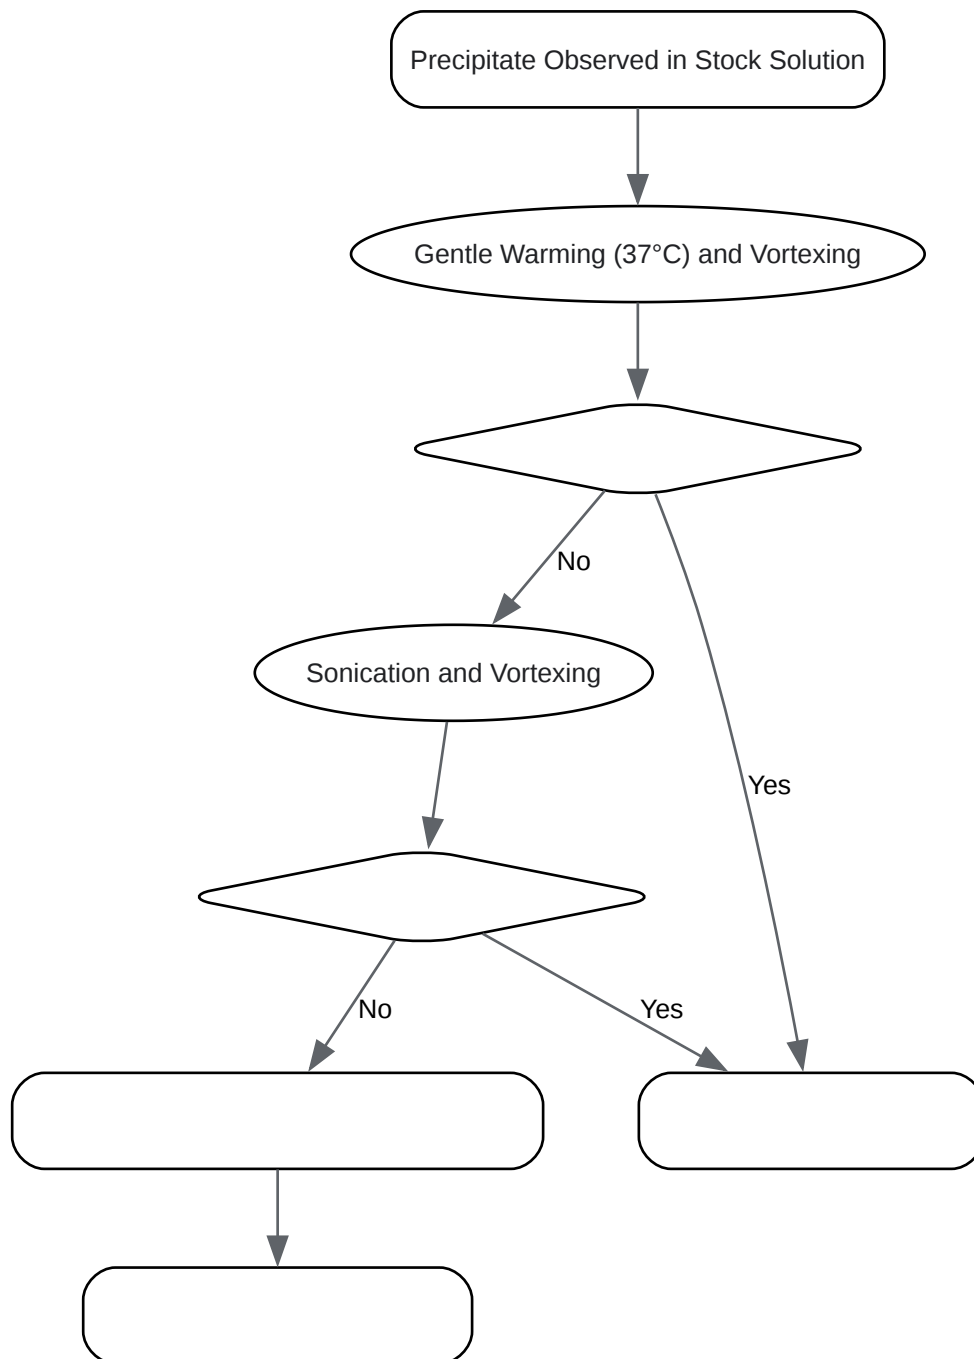 Precipitate Observed in Stock Solution
Gentle Warming (37°C) and Vortexing
No
Sonication and Vortexing
Yes
No
Yes